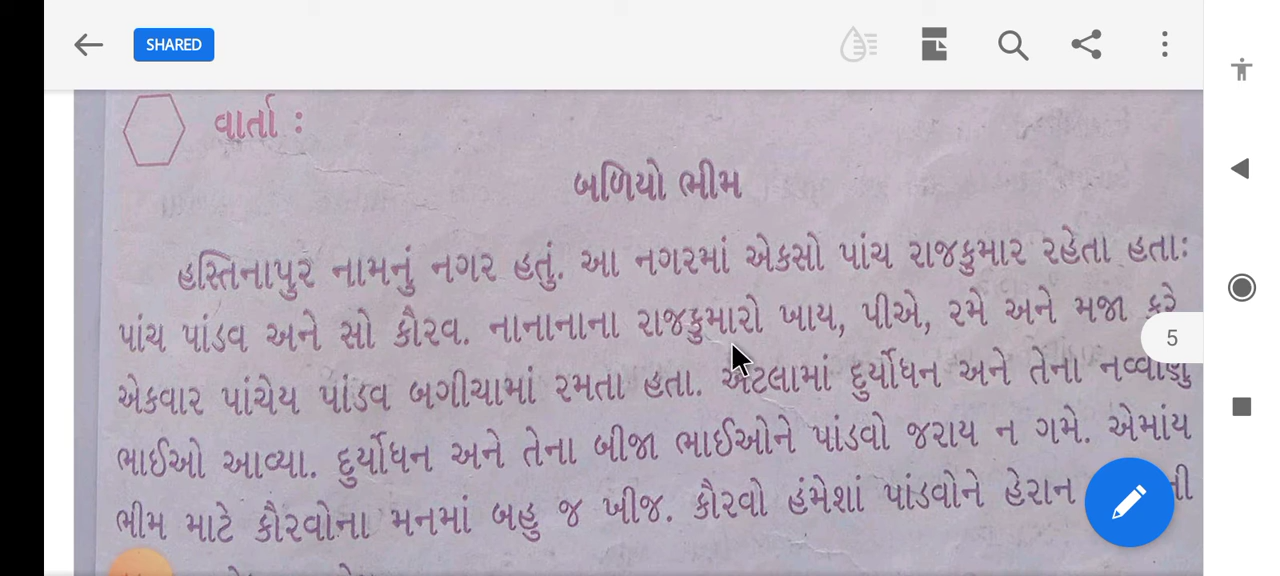 SHARED
વાર્તા :
બળિયો ભીમ
હસ્તિનાપુર નામનું નગર હતું. આ નગરમાં એકસો પાંચ રાજકુમાર રહેતા હતાઃ
પાંચ પાંડવ અને સો કૌરવ. નાનાનાના રાજકુમારો ખાય, પીએ, રમે અને મજા કરે
5
એકવાર પાંચેય પાંડવ બગીચામાં રમતા હતા. એટલામાં દુર્યોધન અને તેના નવ્વાણુ
ભાઈઓ આવ્યા. દુર્યોધન અને તેના બીજા ભાઈઓને પાંડવો જરાય ન ગમે. એમાંય
ભીમ માટે કૌરવોના મનમાં બહુ જ ખીજ. કૌરવો હંમેશાં પાંડવોને હેરાન